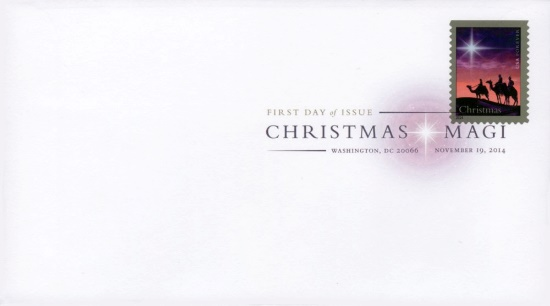 Christmas
FIRST DAY of ISSUE
CHRISTMAS MAGI
WASHINGTON, DC 20066 NOVEMBER 19, 2014